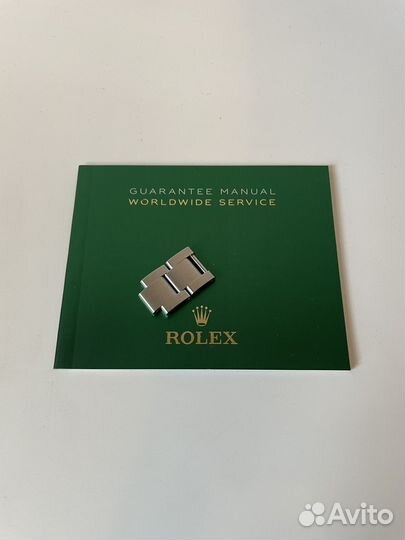 GUARANTEE MANUAL
WORLDWIDE SERVICE
ROLEX
Avito